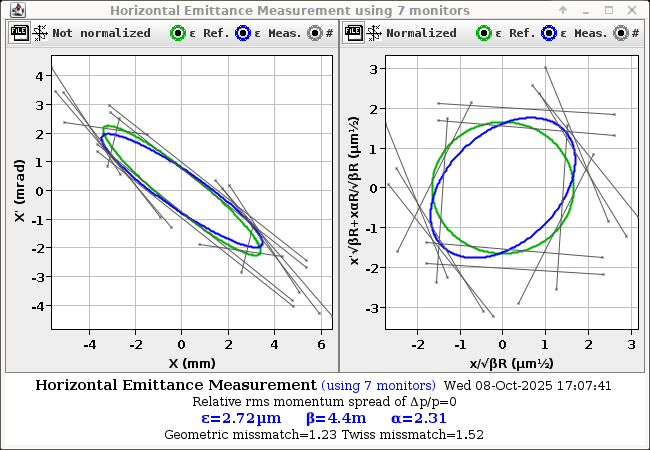 Horizontal Emittance Measurement using 7 monitors
FILE Not normalized ε Ref. ε Meas. #
FILE Normalized ε Ref. ε Meas. #
X' (mrad)
4
3
2
1
0
-1
-2
-3
-4
-4 -2 0 2 4 6
X (mm)
x'√βR+xαR/√βR (µm½)
3
2
1
0
-1
-2
-3
-2 -1 0 1 2 3
x/√βR (µm½)
Horizontal Emittance Measurement (using 7 monitors) Wed 08-Oct-2025 17:07:41
Relative rms momentum spread of Δp/p=0
ε=2.72µm β=4.4m α=2.31
Geometric missmatch=1.23 Twiss missmatch=1.52